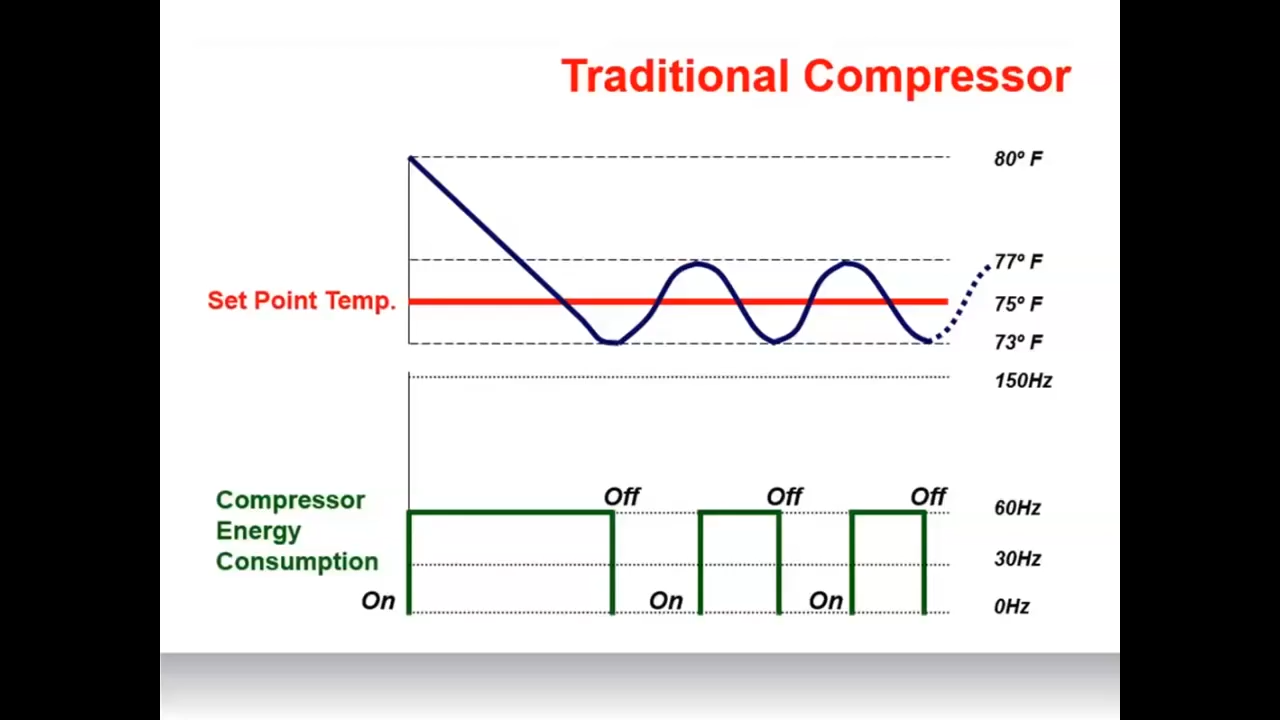 Traditional Compressor
80º F
77º F
Set Point Temp.
75º F
73º F
150Hz
Compressor
Energy
Consumption
Off
Off
Off
60Hz
30Hz
On
On
On
0Hz